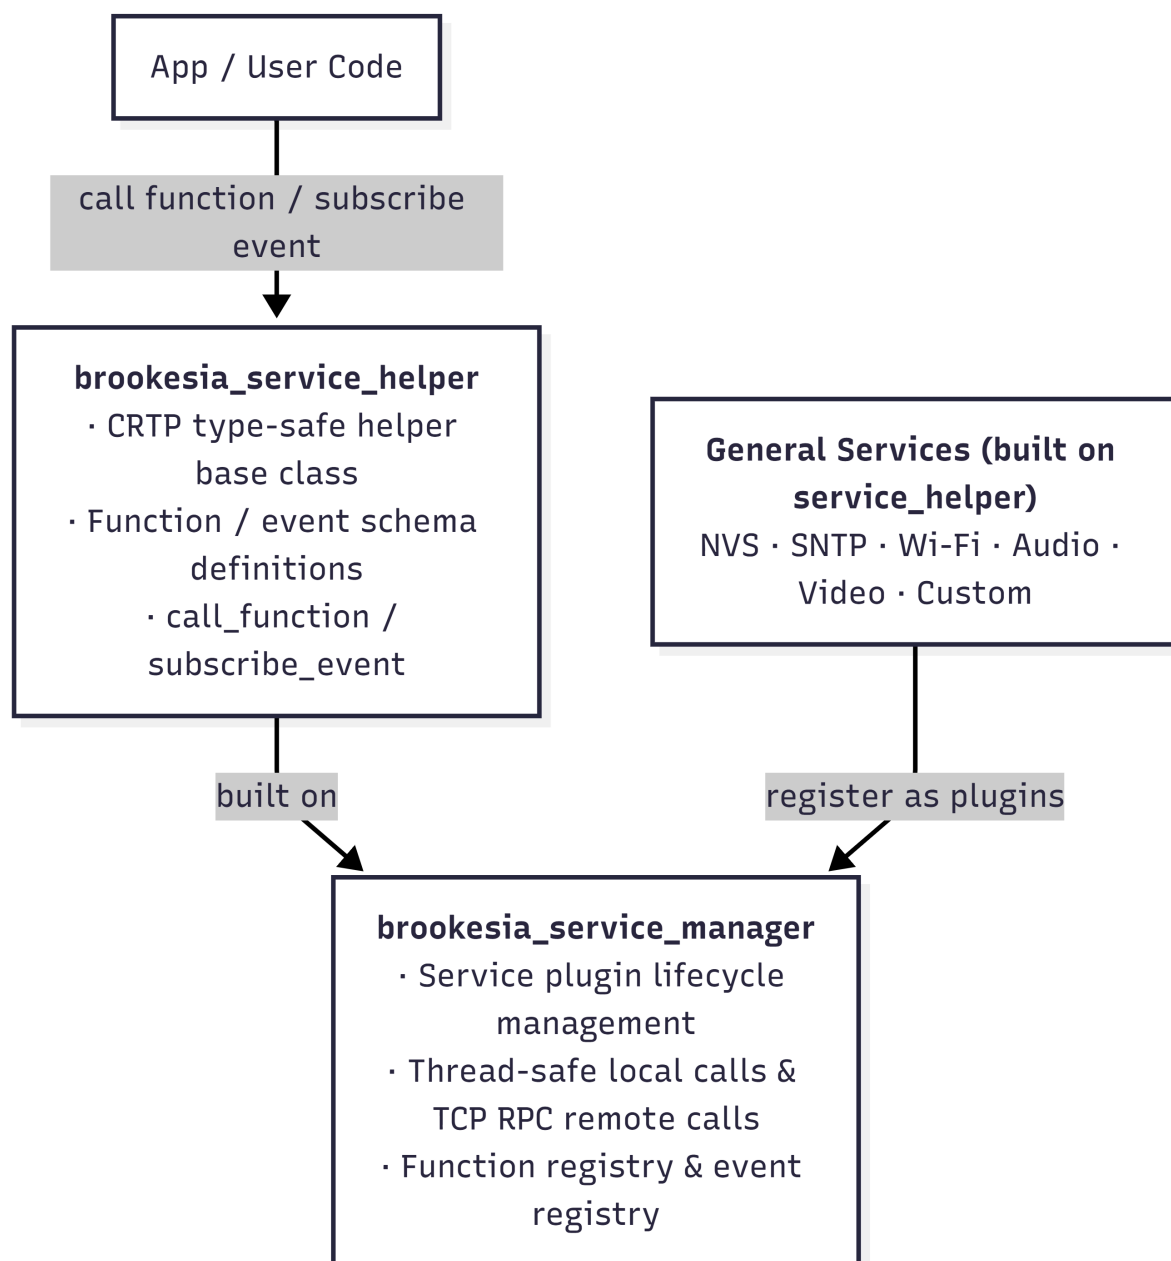 App / User Code
call function / subscribe
event
brookesia_service_helper
· CRTP type-safe helper
base class
· Function / event schema
definitions
· call_function /
subscribe_event
General Services (built on
service_helper)
NVS · SNTP · Wi-Fi · Audio ·
Video · Custom
built on
register as plugins
brookesia_service_manager
· Service plugin lifecycle
management
· Thread-safe local calls &
TCP RPC remote calls
· Function registry & event
registry